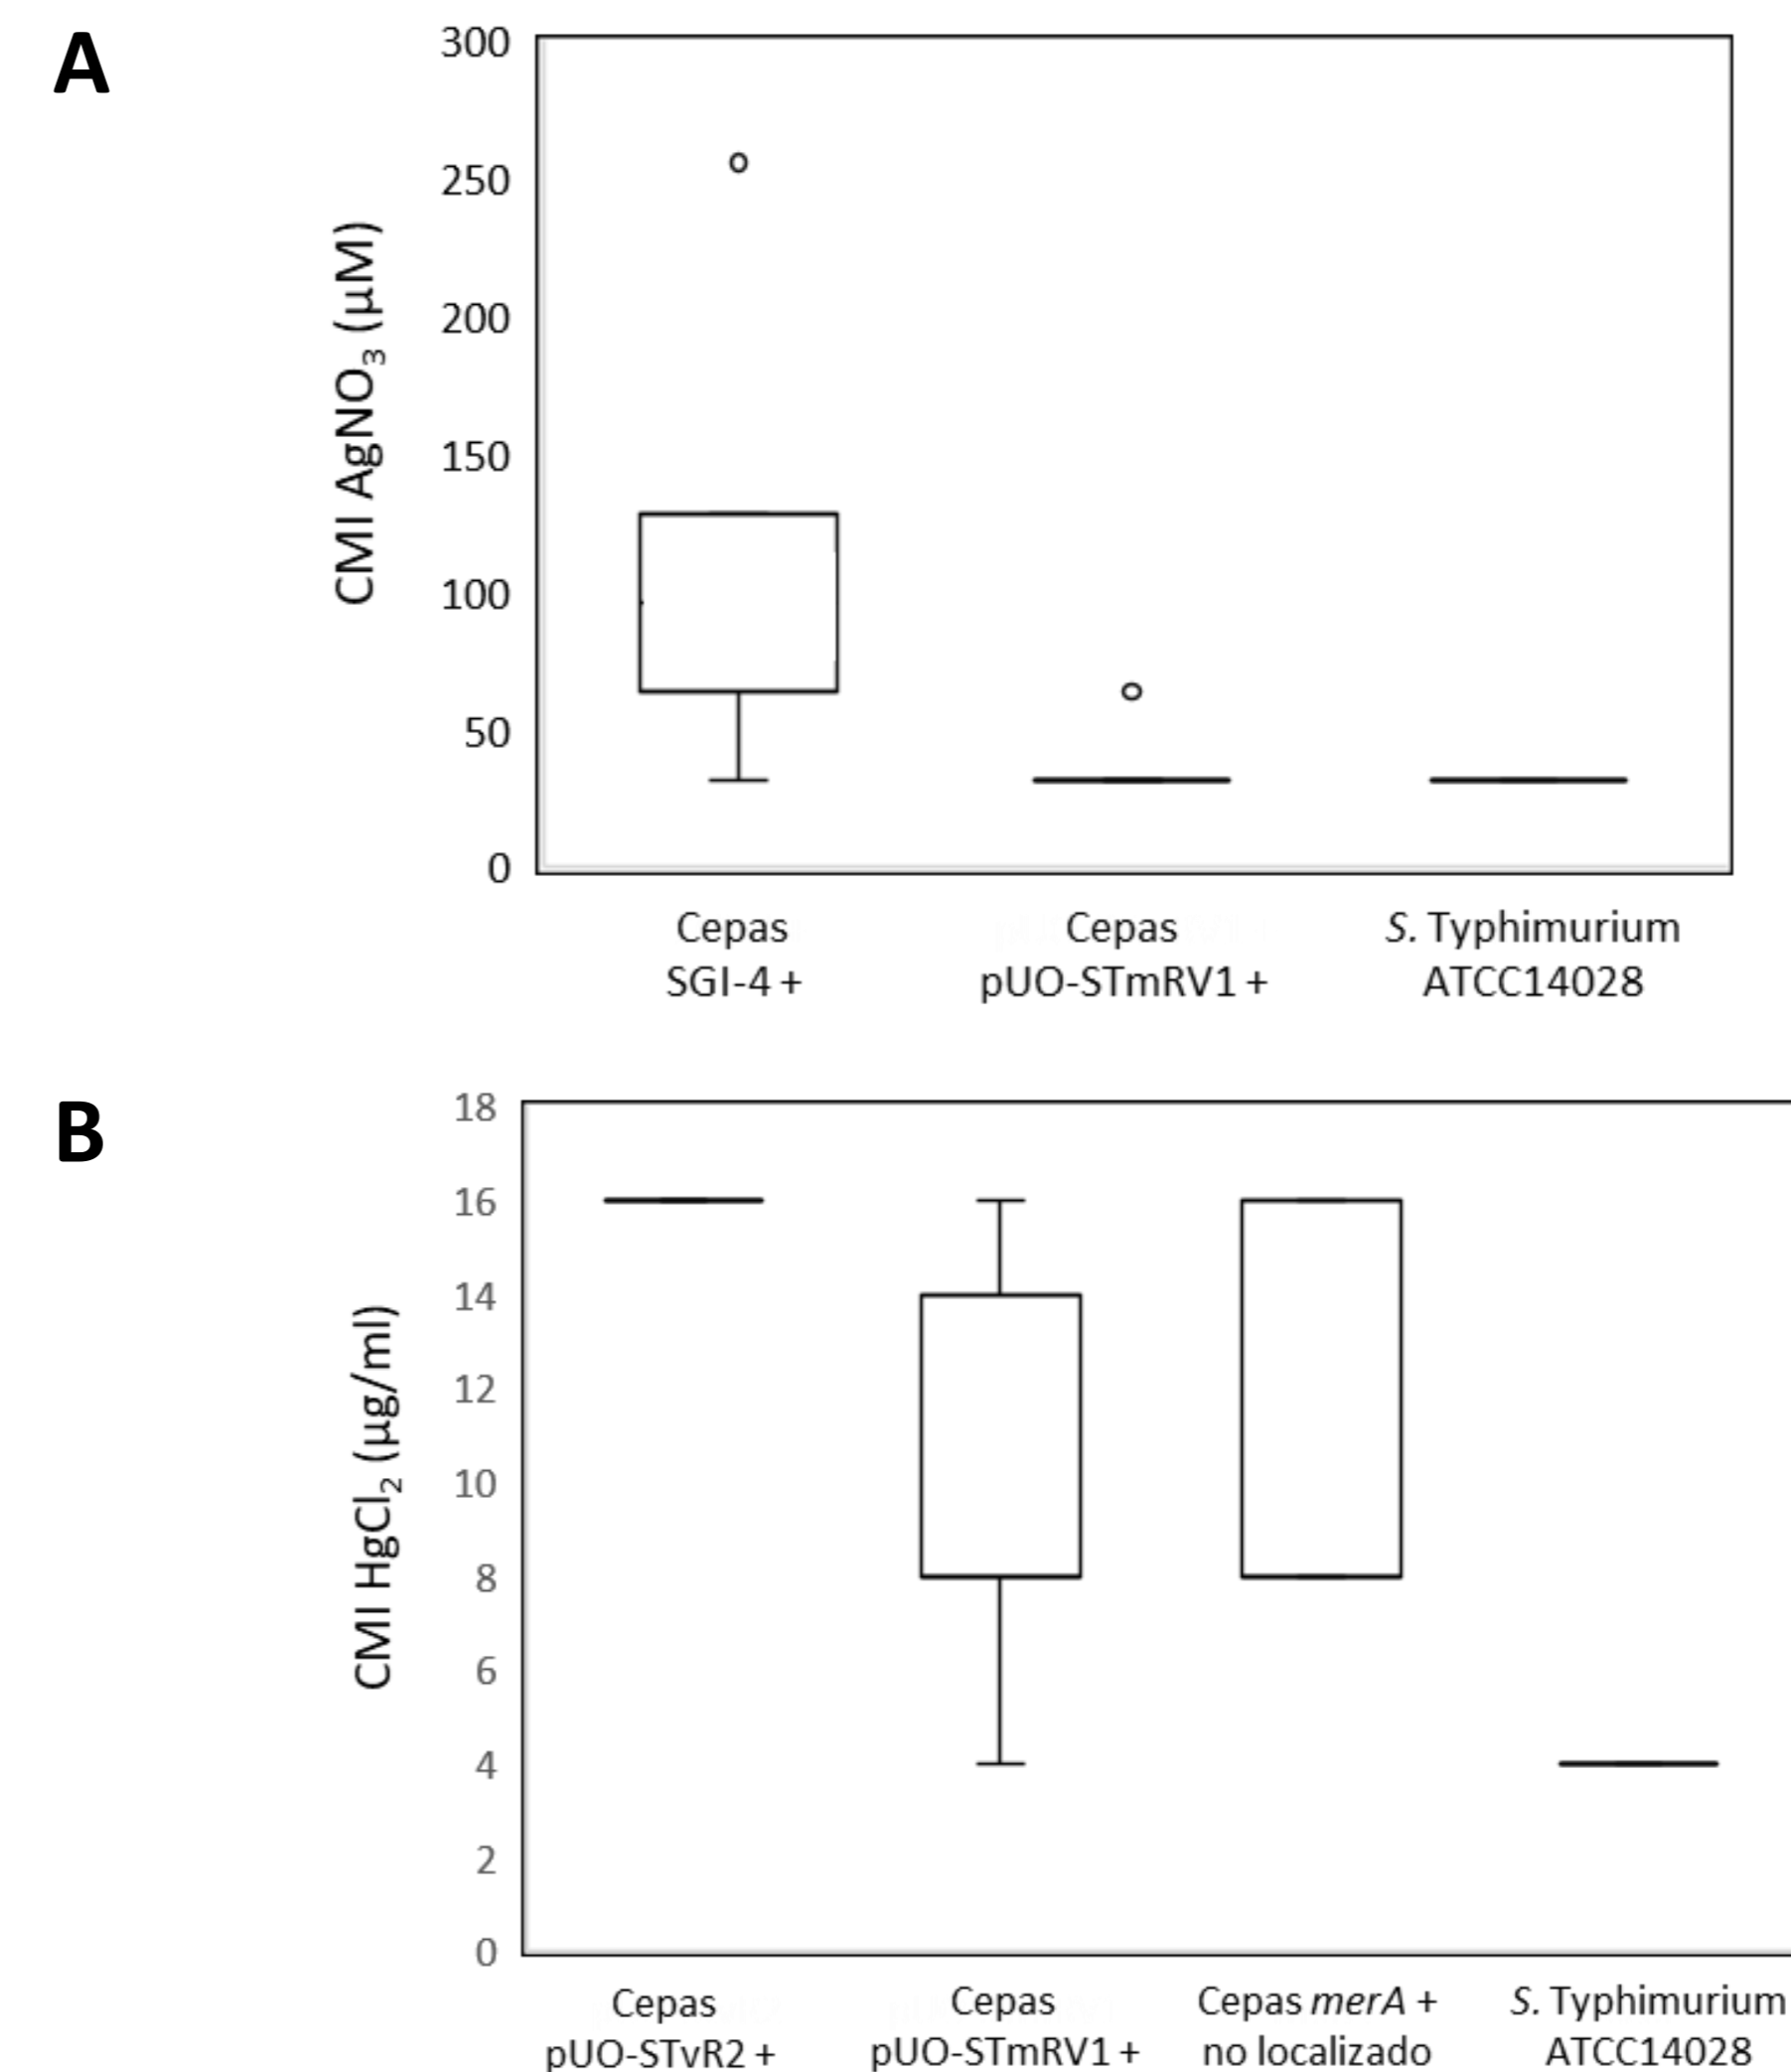 A
300
250
200
150
100
50
0
CMI AgNO₃ (µM)
Cepas
SGI-4 +
Cepas
pUO-STmRV1 +
S. Typhimurium
ATCC14028
B
18
16
14
12
10
8
6
4
2
0
CMI HgCl₂ (µg/ml)
Cepas
pUO-STvR2 +
Cepas
pUO-STmRV1 +
Cepas merA +
no localizado
S. Typhimurium
ATCC14028